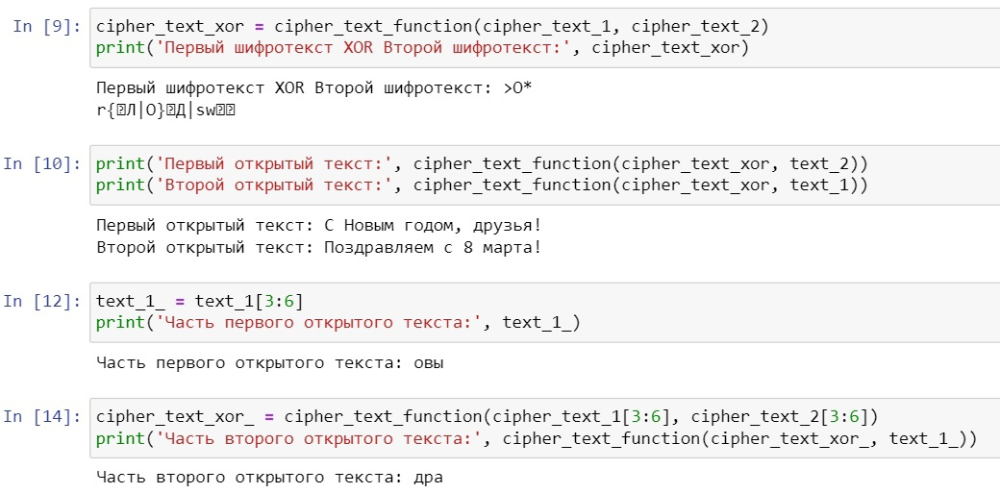 In [9]: cipher_text_xor = cipher_text_function(cipher_text_1, cipher_text_2)
print('Первый шифротекст XOR Второй шифротекст:', cipher_text_xor)
Первый шифротекст XOR Второй шифротекст: >O*
r{⍰Л|O}⍰Д|sw⍰⍰
In [10]: print('Первый открытый текст:', cipher_text_function(cipher_text_xor, text_2))
print('Второй открытый текст:', cipher_text_function(cipher_text_xor, text_1))
Первый открытый текст: С Новым годом, друзья!
Второй открытый текст: Поздравляем с 8 марта!
In [12]: text_1_ = text_1[3:6]
print('Часть первого открытого текста:', text_1_)
Часть первого открытого текста: овы
In [14]: cipher_text_xor_ = cipher_text_function(cipher_text_1[3:6], cipher_text_2[3:6])
print('Часть второго открытого текста:', cipher_text_function(cipher_text_xor_, text_1_))
Часть второго открытого текста: дра